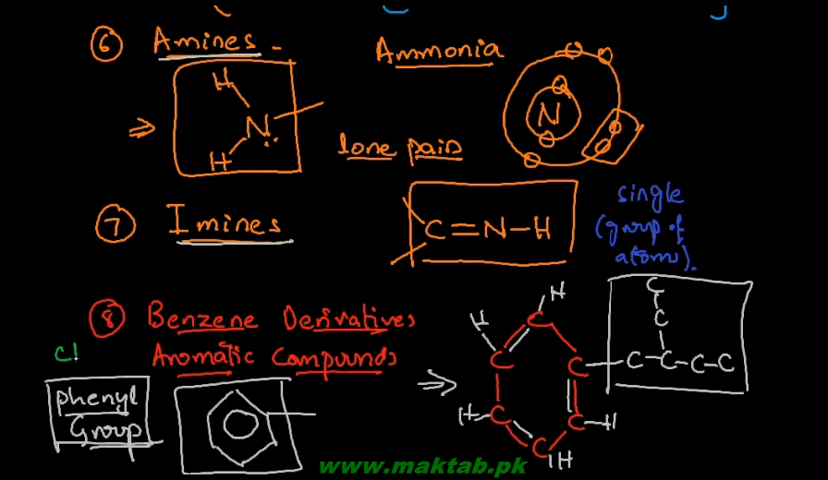 6 Amines - Ammonia
H
N
H
N
lone pair
7 Imines
C=N-H
single
(group of
atoms).
8 Benzene Derivatives
Aromatic Compounds
Cl
phenyl
Group
H
H
C
C
C
C
C
C
H
H
H
C
C
C-C-C-C
www.maktab.pk